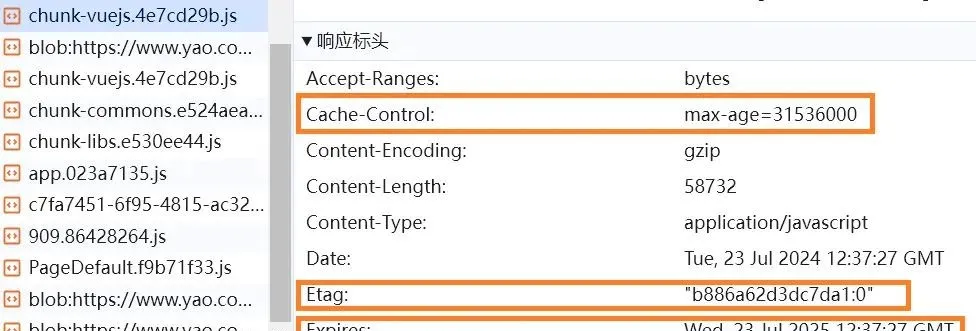 chunk-vuejs.4e7cd29b.js
blob:https://www.yao.co...
chunk-vuejs.4e7cd29b.js
chunk-commons.e524aea...
chunk-libs.e530ee44.js
app.023a7135.js
c7fa7451-6f95-4815-ac32...
909.86428264.js
PageDefault.f9b71f33.js
blob:https://www.yao.co...
blob:https://www.yao.co...
▼响应标头
Accept-Ranges: bytes
Cache-Control: max-age=31536000
Content-Encoding: gzip
Content-Length: 58732
Content-Type: application/javascript
Date: Tue, 23 Jul 2024 12:37:27 GMT
Etag: "b886a62d3dc7da1:0"
Expires: Wed, 23 Jul 2025 12:37:27 GMT